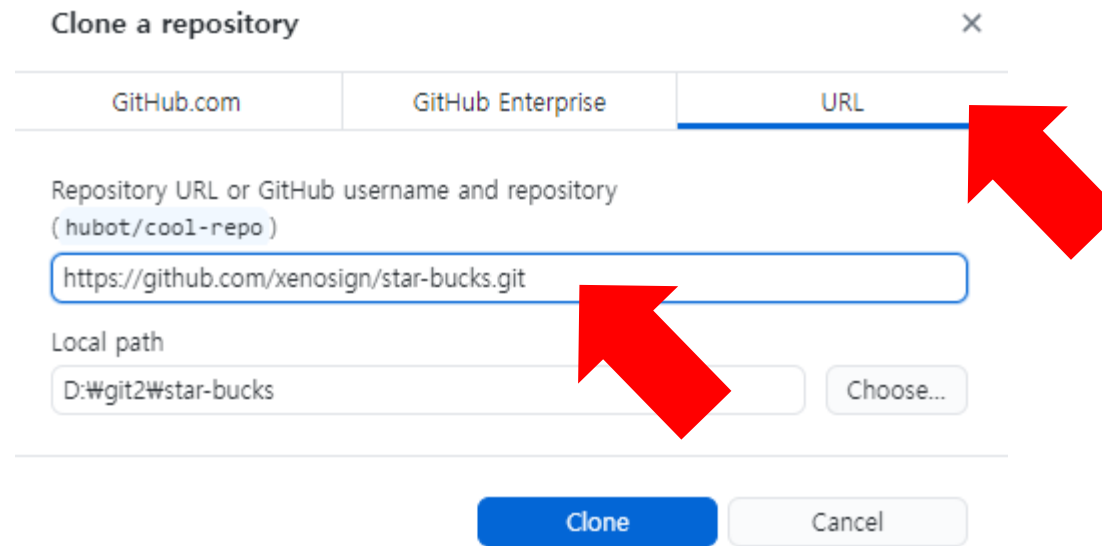 Clone a repository
GitHub.com
GitHub Enterprise
URL
Repository URL or GitHub username and repository
(hubot/cool-repo)
https://github.com/xenosign/star-bucks.git
Local path
D:₩git2₩star-bucks
Choose...
Clone
Cancel